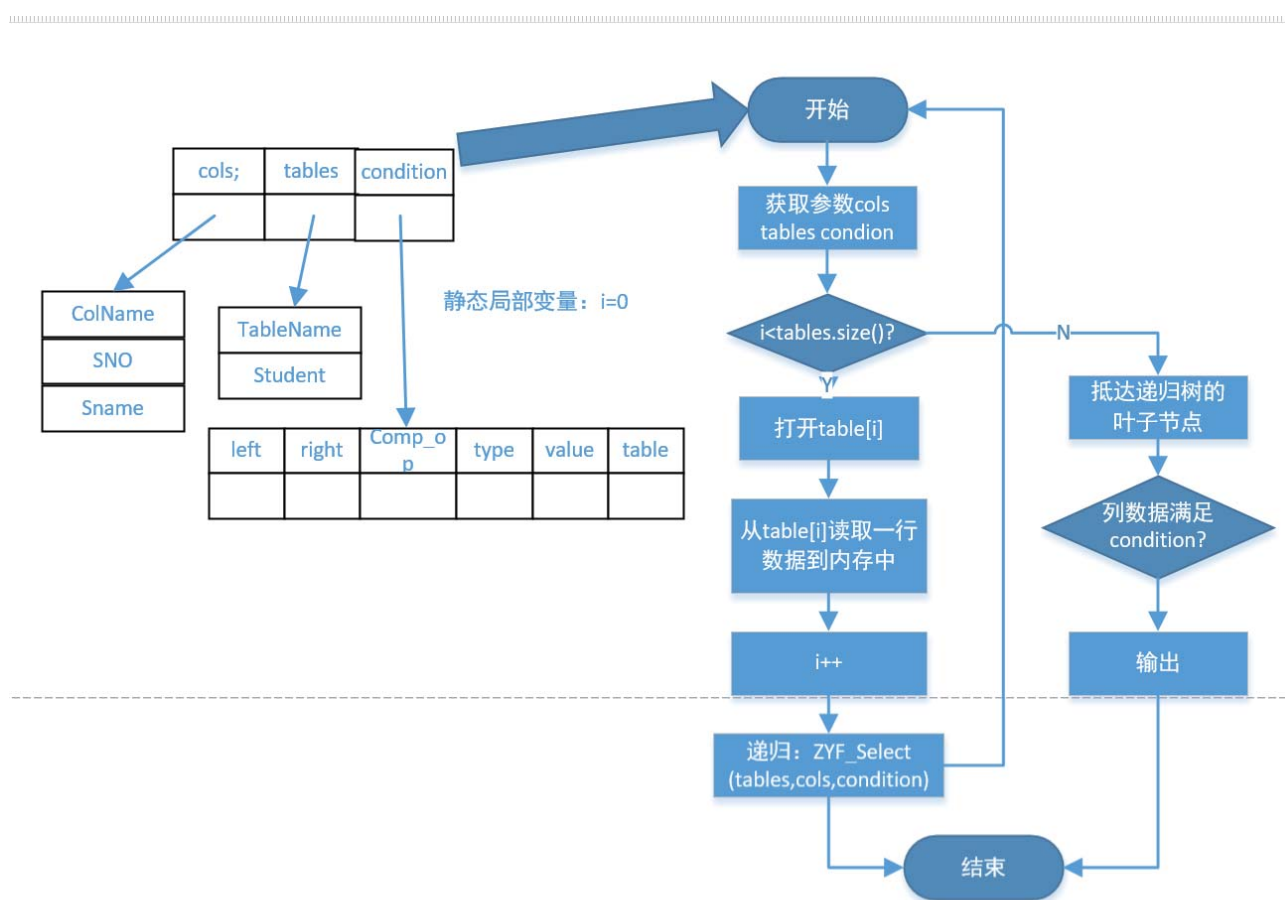 cols;
tables
condition
ColName
SNO
Sname
TableName
Student
静态局部变量：i=0
left
right
Comp_o
p
type
value
table
开始
获取参数cols
tables condion
i<tables.size()?
Y
N
打开table[i]
从table[i]读取一行
数据到内存中
i++
递归：ZYF_Select
(tables,cols,condition)
抵达递归树的
叶子节点
列数据满足
condition?
输出
结束